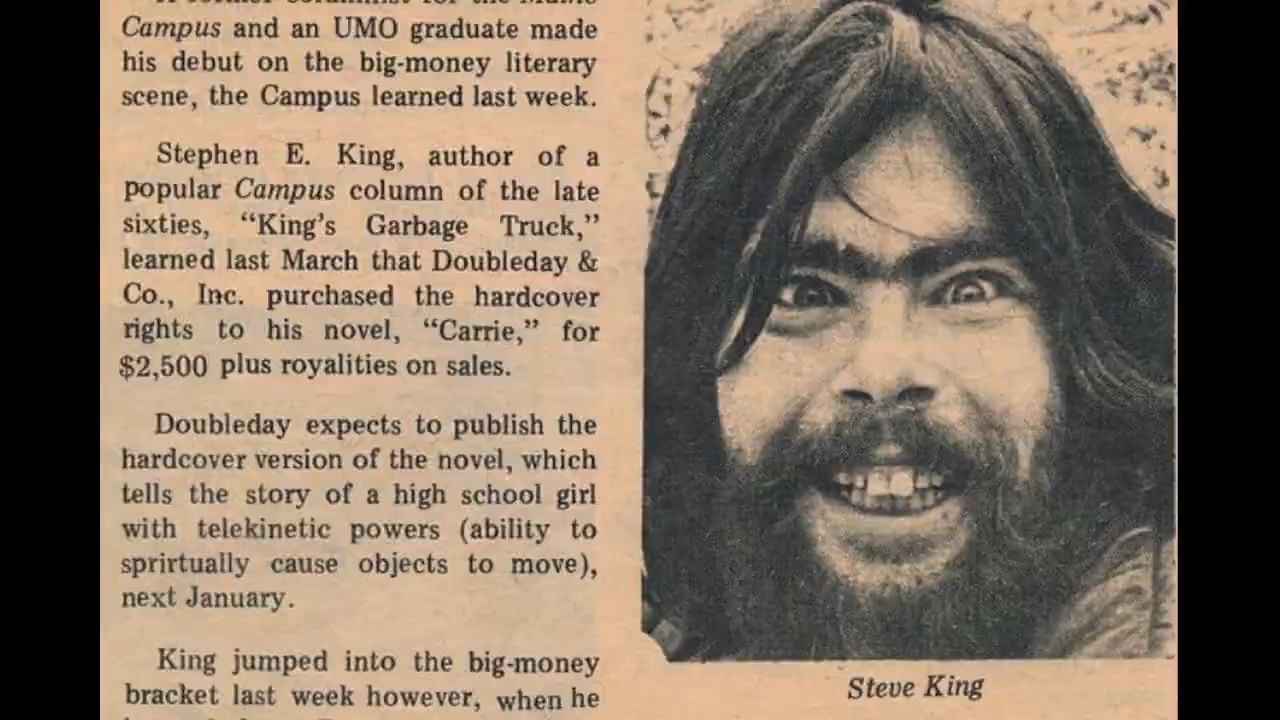 A former columnist for the Maine
Campus and an UMO graduate made
his debut on the big-money literary
scene, the Campus learned last week.
Stephen E. King, author of a
popular Campus column of the late
sixties, “King’s Garbage Truck,”
learned last March that Doubleday &
Co., Inc. purchased the hardcover
rights to his novel, “Carrie,” for
$2,500 plus royalities on sales.
Doubleday expects to publish the
hardcover version of the novel, which
tells the story of a high school girl
with telekinetic powers (ability to
sprirtually cause objects to move),
next January.
King jumped into the big-money
bracket last week however, when he
Steve King